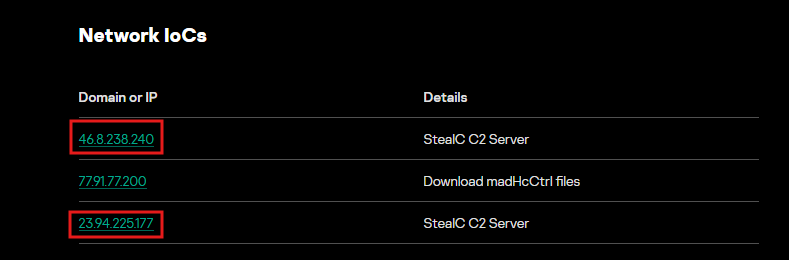 Network IoCs
Domain or IP Details
46.8.238.240 StealC C2 Server
77.91.77.200 Download madHcCtrl files
23.94.225.177 StealC C2 Server